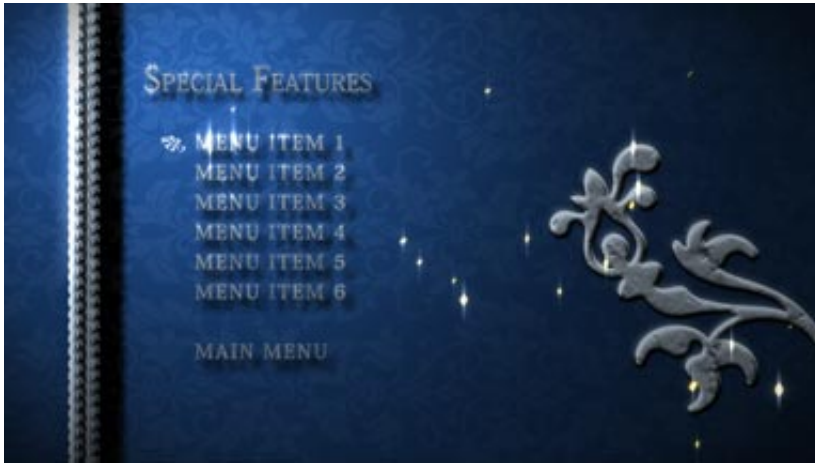 SPECIAL FEATURES
MENU ITEM 1
MENU ITEM 2
MENU ITEM 3
MENU ITEM 4
MENU ITEM 5
MENU ITEM 6
MAIN MENU